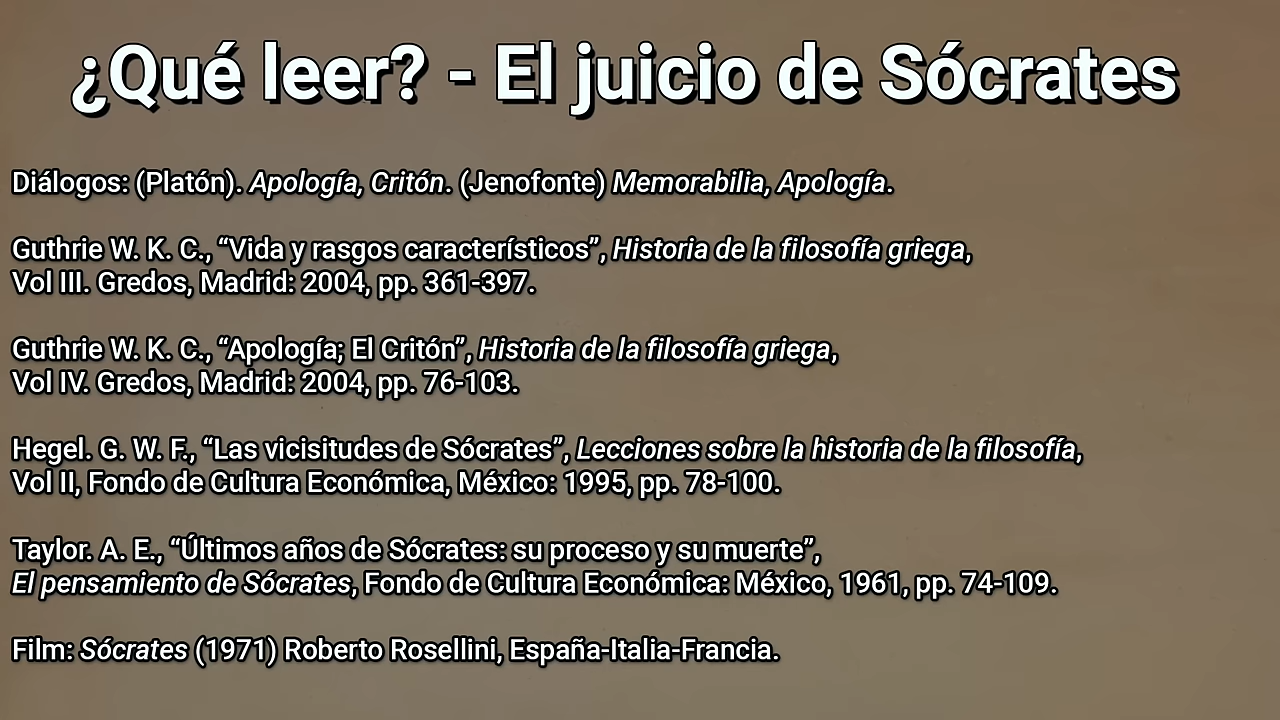 ¿Qué leer? - El juicio de Sócrates
Diálogos: (Platón). Apología, Critón. (Jenofonte) Memorabilia, Apología.
Guthrie W. K. C., “Vida y rasgos característicos”, Historia de la filosofía griega,
Vol III. Gredos, Madrid: 2004, pp. 361-397.
Guthrie W. K. C., “Apología; El Critón”, Historia de la filosofía griega,
Vol IV. Gredos, Madrid: 2004, pp. 76-103.
Hegel. G. W. F., “Las vicisitudes de Sócrates”, Lecciones sobre la historia de la filosofía,
Vol II, Fondo de Cultura Económica, México: 1995, pp. 78-100.
Taylor. A. E., “Últimos años de Sócrates: su proceso y su muerte”,
El pensamiento de Sócrates, Fondo de Cultura Económica: México, 1961, pp. 74-109.
Film: Sócrates (1971) Roberto Rosellini, España-Italia-Francia.